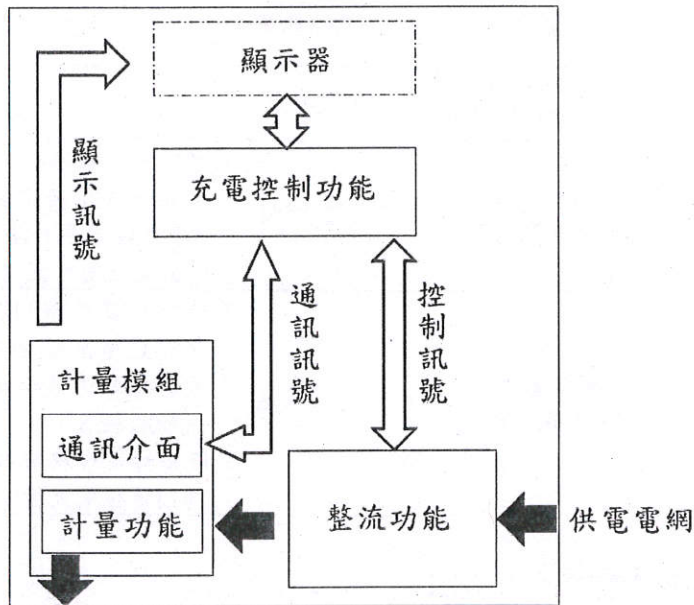 顯示器
充電控制功能
顯示訊號
通訊訊號
控制訊號
計量模組
通訊介面
計量功能
整流功能
供電電網